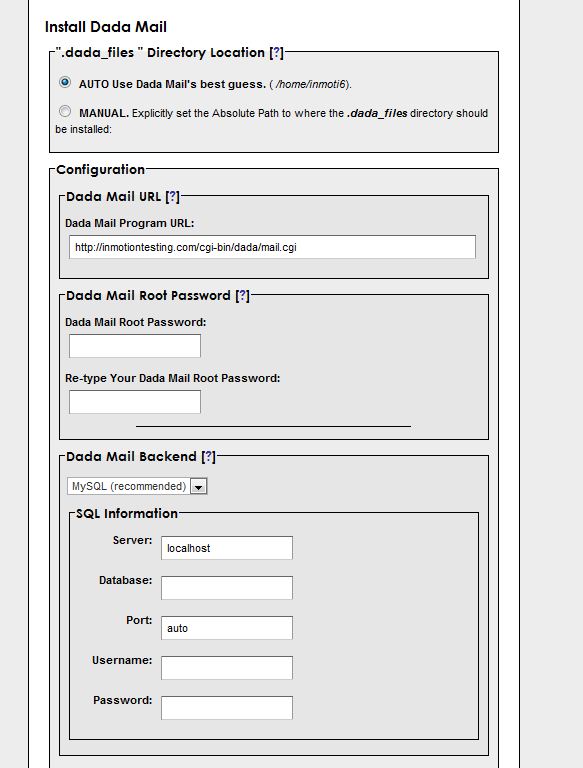 Install Dada Mail
".dada_files " Directory Location [?]
AUTO Use Dada Mail's best guess. ( /home/inmoti6).
MANUAL. Explicitly set the Absolute Path to where the .dada_files directory should
be installed:
Configuration
Dada Mail URL [?]
Dada Mail Program URL:
http://inmotiontesting.com/cgi-bin/dada/mail.cgi
Dada Mail Root Password [?]
Dada Mail Root Password:
Re-type Your Dada Mail Root Password:
Dada Mail Backend [?]
MySQL (recommended)
SQL Information
Server: localhost
Database:
Port: auto
Username:
Password: